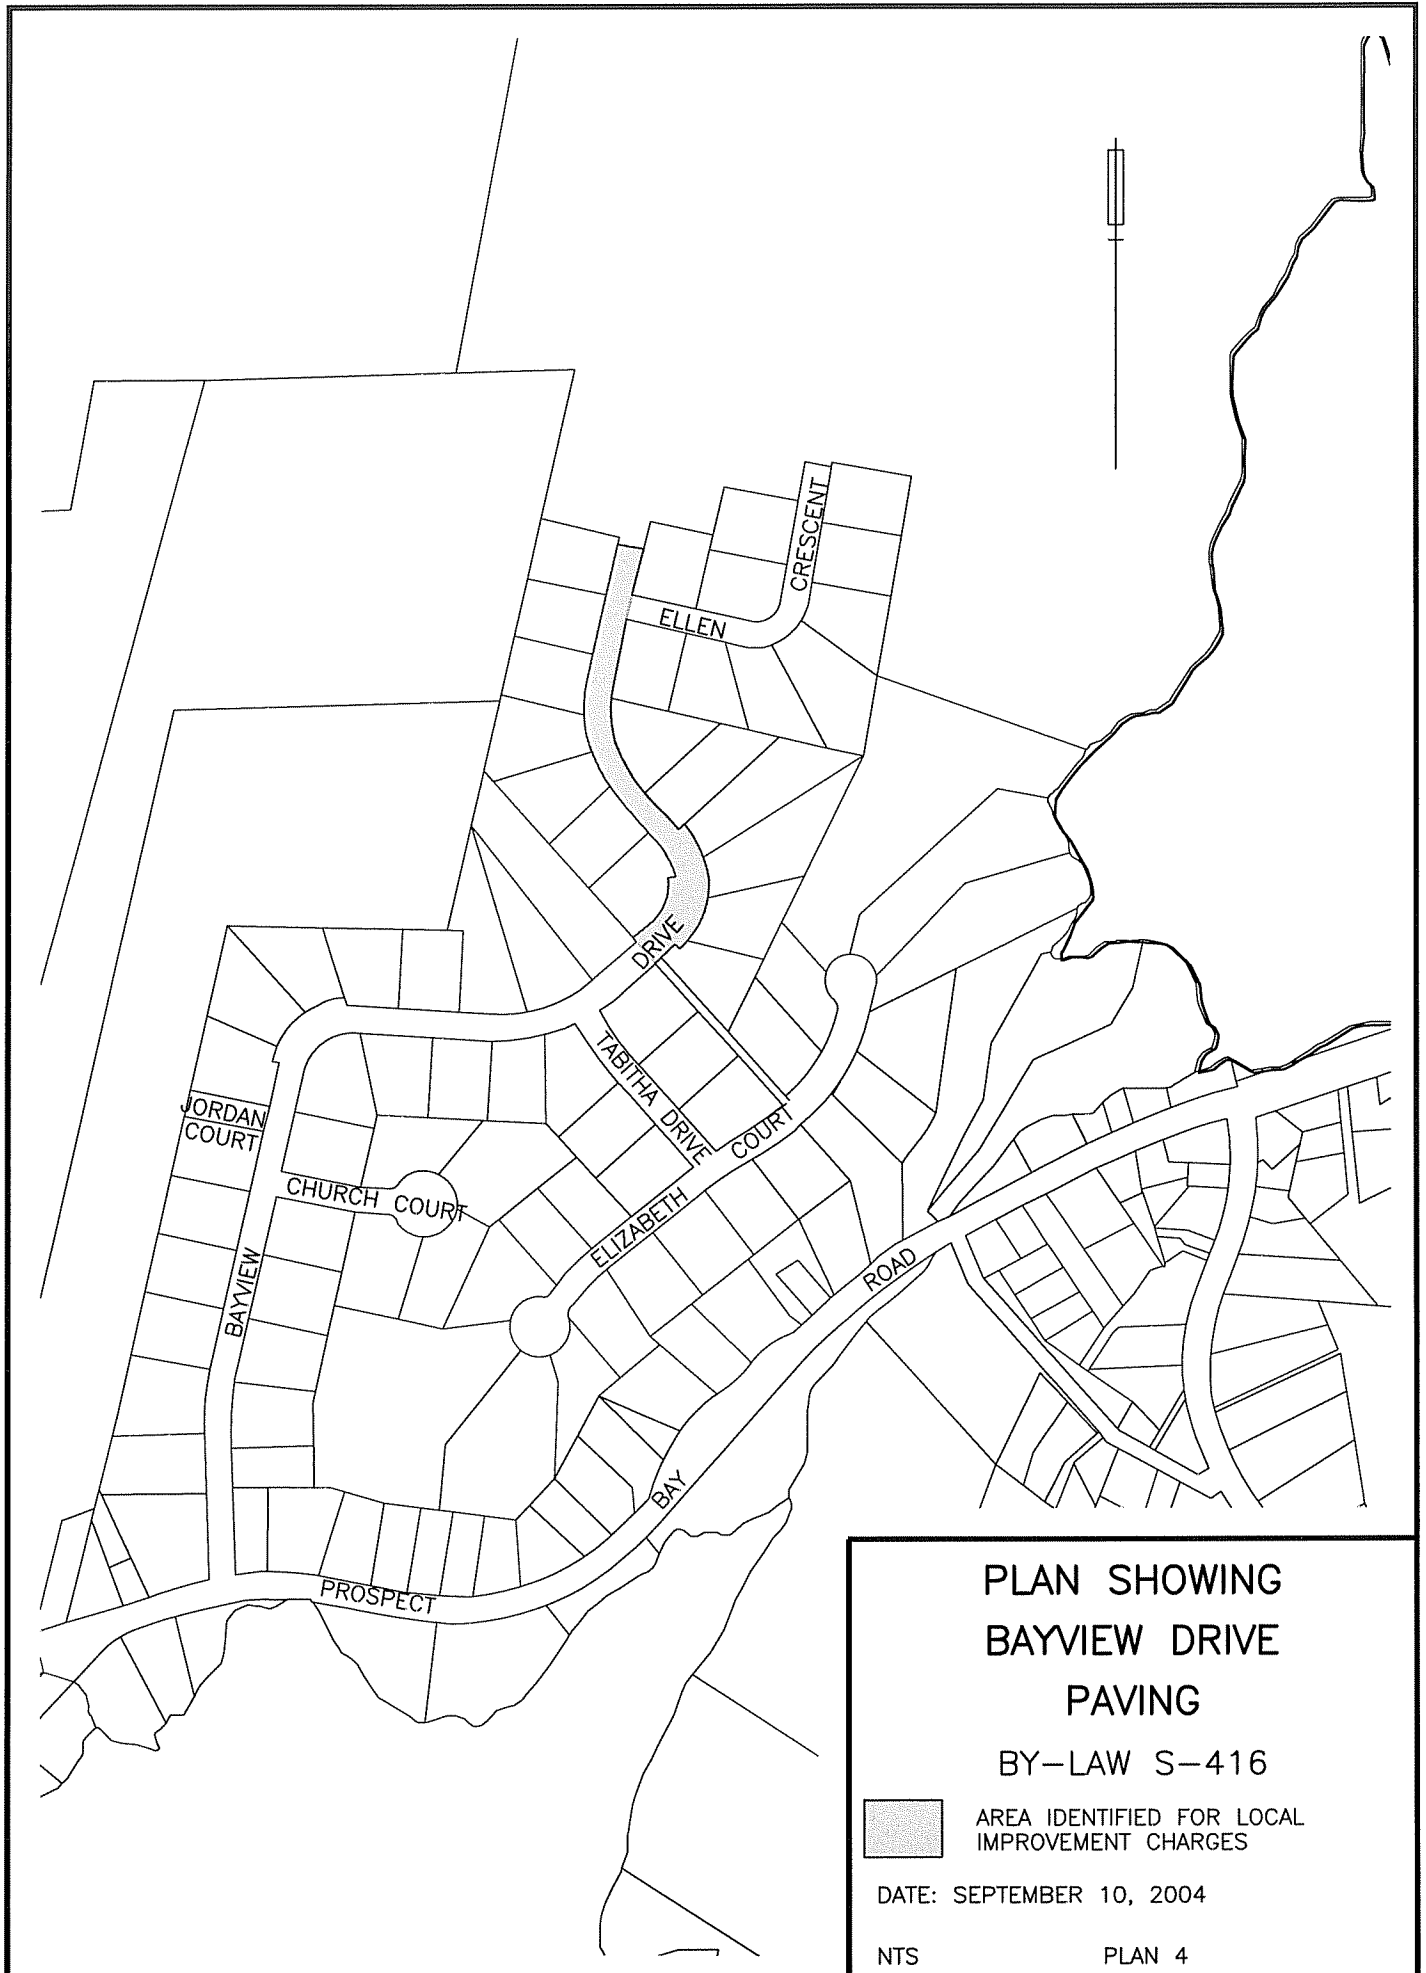 CRESCENT
ELLEN
DRIVE
TABITHA DRIVE
JORDAN
COURT
COURT
CHURCH COURT
ELIZABETH
BAYVIEW
ROAD
BAY
PROSPECT
PLAN SHOWING
BAYVIEW DRIVE
PAVING
BY-LAW S-416
AREA IDENTIFIED FOR LOCAL
IMPROVEMENT CHARGES
DATE: SEPTEMBER 10, 2004
NTS PLAN 4